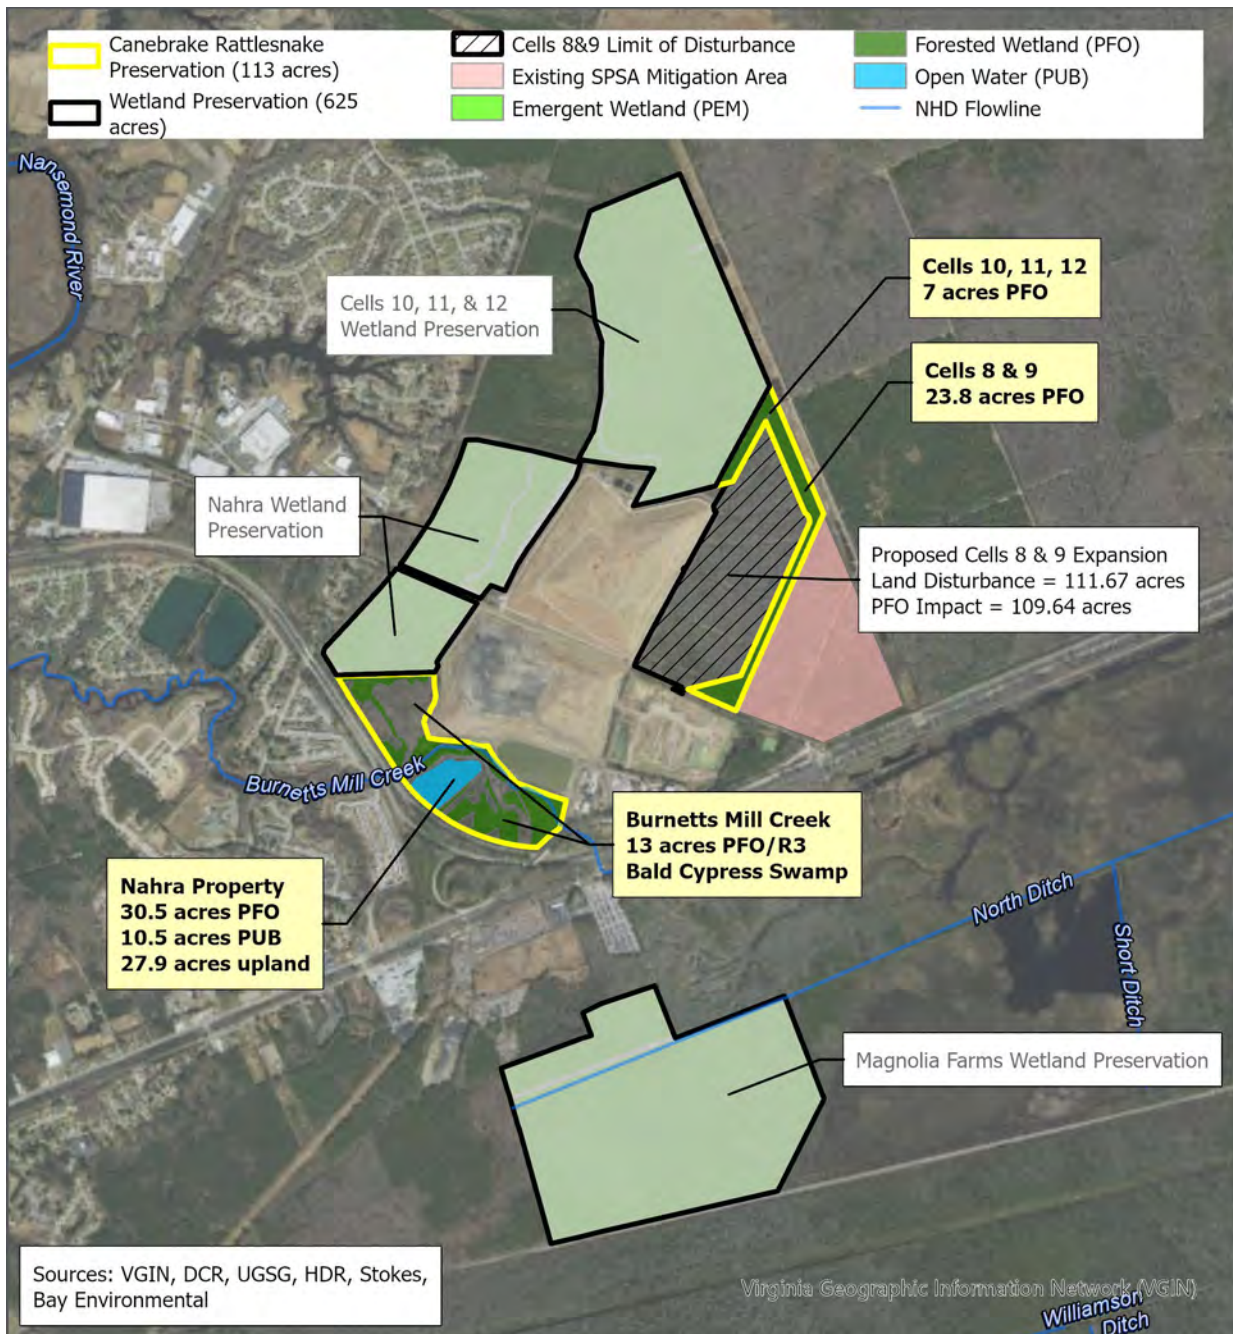 Canebrake Rattlesnake
Preservation (113 acres)
Wetland Preservation (625
acres)
Cells 8&9 Limit of Disturbance
Existing SPSA Mitigation Area
Emergent Wetland (PEM)
Forested Wetland (PFO)
Open Water (PUB)
NHD Flowline
Nansemond River
Cells 10, 11, 12
7 acres PFO
Cells 10, 11, & 12
Wetland Preservation
Cells 8 & 9
23.8 acres PFO
Nahra Wetland
Preservation
Proposed Cells 8 & 9 Expansion
Land Disturbance = 111.67 acres
PFO Impact = 109.64 acres
Burnetts Mill Creek
Burnetts Mill Creek
13 acres PFO/R3
Bald Cypress Swamp
Nahra Property
30.5 acres PFO
10.5 acres PUB
27.9 acres upland
North Ditch
Short Ditch
Magnolia Farms Wetland Preservation
Sources: VGIN, DCR, UGSG, HDR, Stokes,
Bay Environmental
Virginia Geographic Information Network (VGIN)
Williamson
Ditch